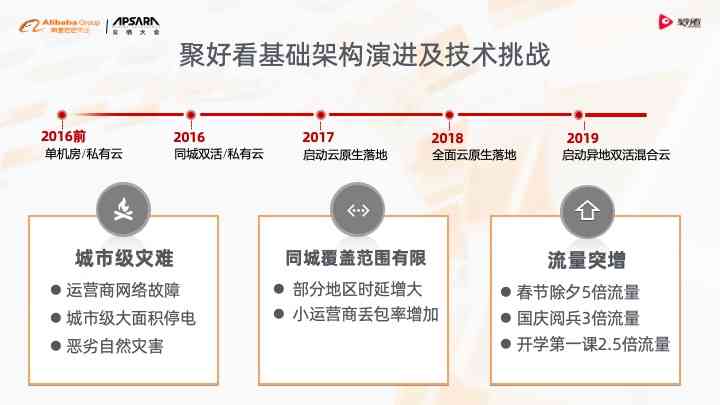 Alibaba Group
阿里巴巴集团
APSARA
云栖大会
聚好看
聚好看基础架构演进及技术挑战
2016前
2016
2017
2018
2019
单机房/私有云
同城双活/私有云
启动云原生落地
全面云原生落地
启动异地双活混合云
城市级灾难
运营商网络故障
城市级大面积停电
恶劣自然灾害
同城覆盖范围有限
部分地区时延增大
小运营商丢包率增加
流量突增
春节除夕5倍流量
国庆阅兵3倍流量
开学第一课2.5倍流量